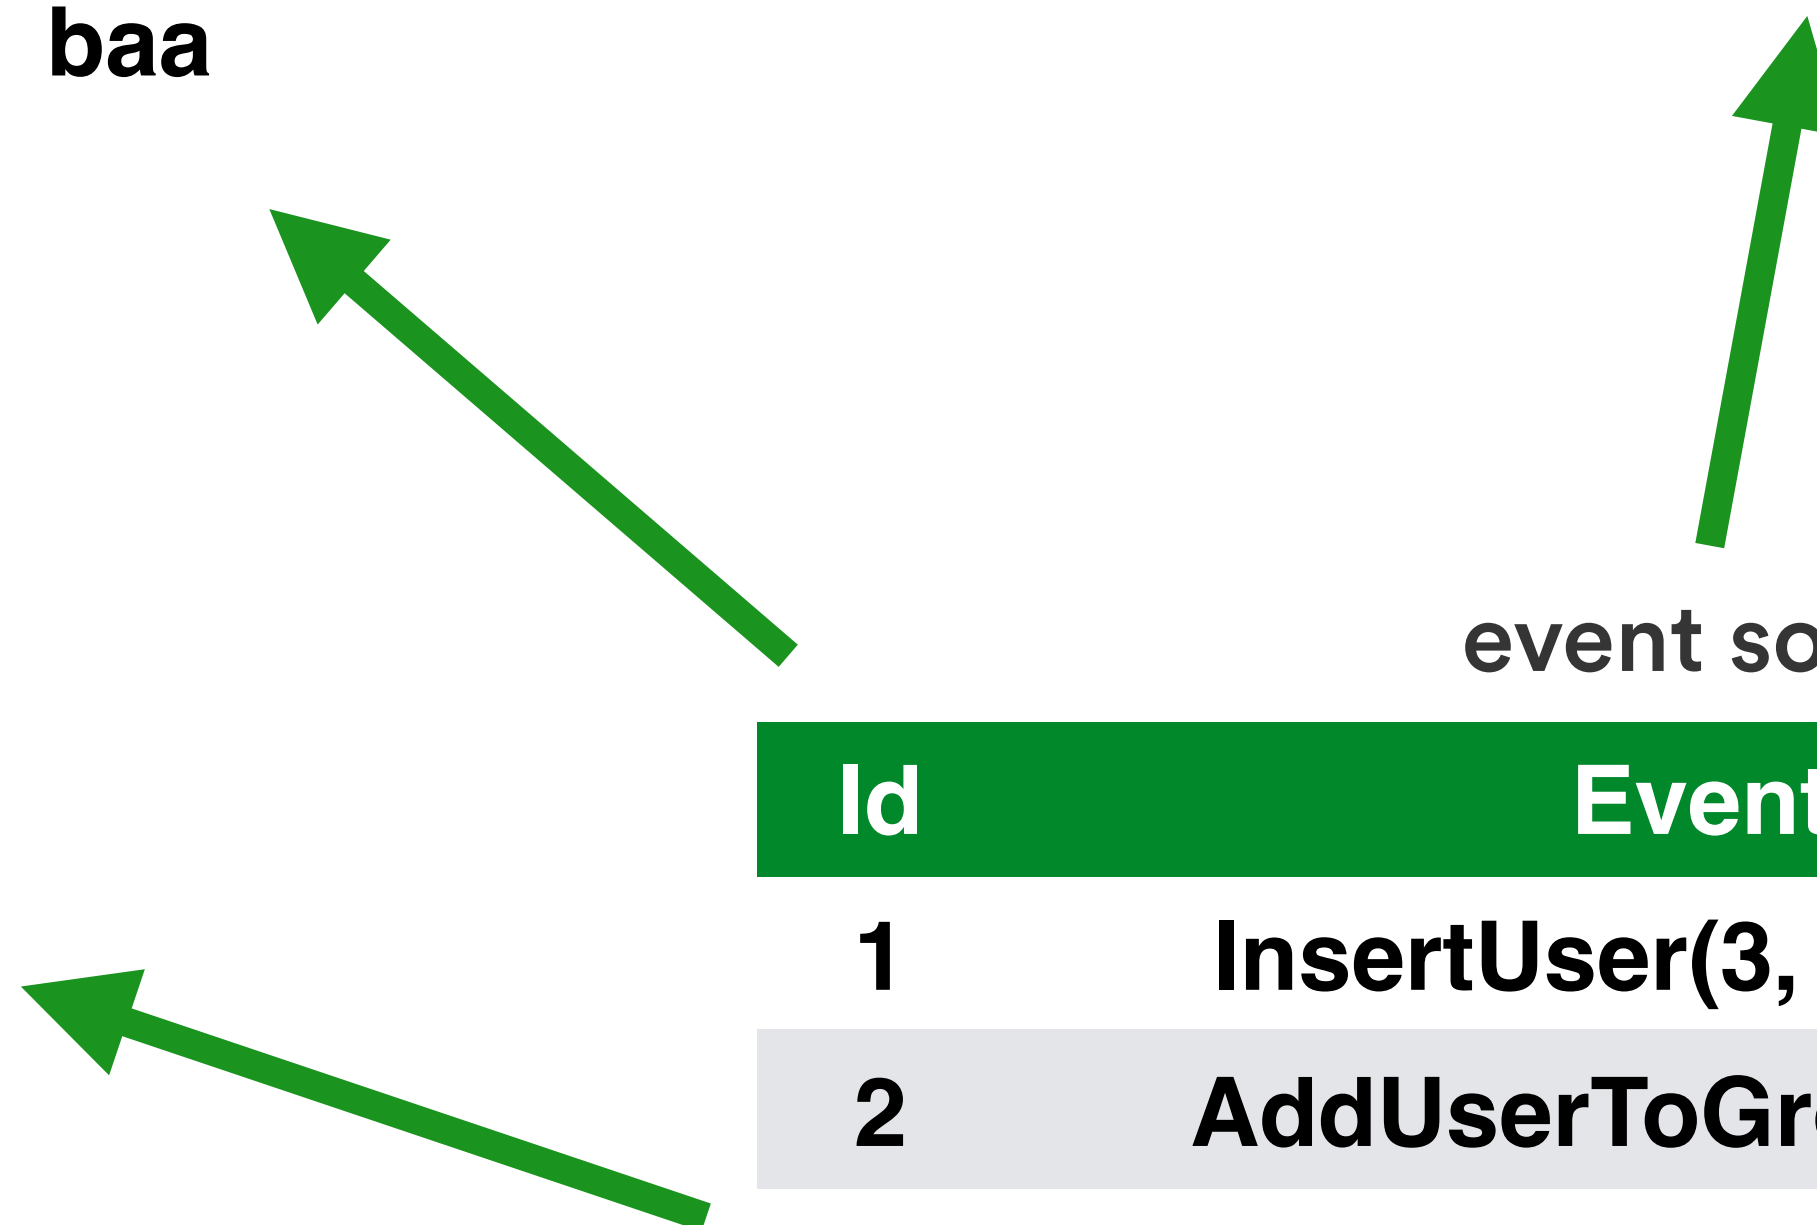 baa
event so
Id Event
1 InsertUser(3,
2 AddUserToGr